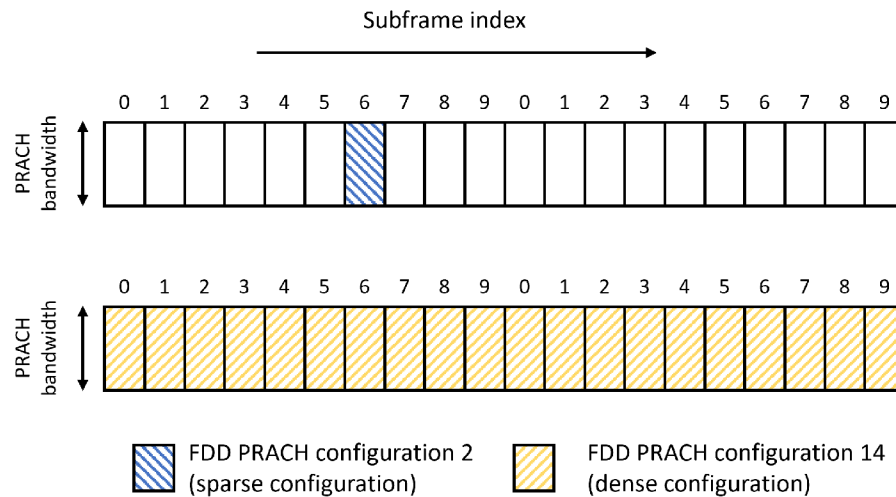 Subframe index
0 1 2 3 4 5 6 7 8 9 0 1 2 3 4 5 6 7 8 9
PRACH
bandwidth
0 1 2 3 4 5 6 7 8 9 0 1 2 3 4 5 6 7 8 9
PRACH
bandwidth
FDD PRACH configuration 2
(sparse configuration)
FDD PRACH configuration 14
(dense configuration)